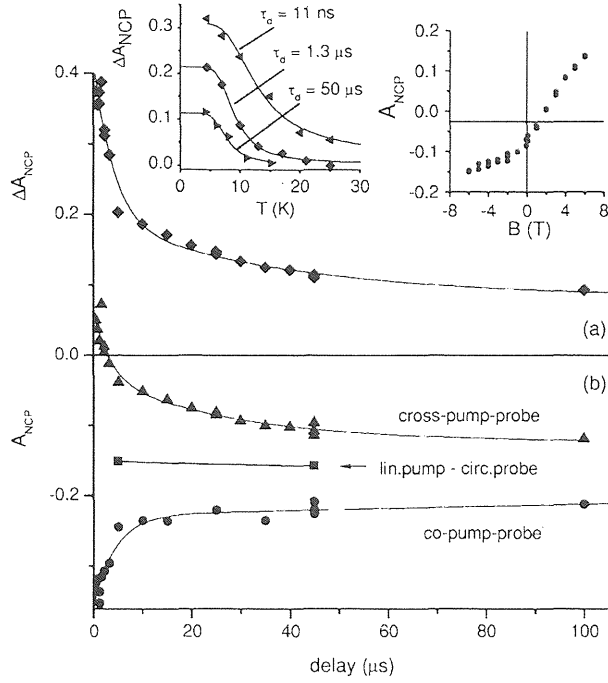 ΔA_NCP
0.4
0.2
0.0
A_NCP
-0.2
0
20
40
60
80
100
delay (μs)
(a)
(b)
cross-pump-probe
lin.pump - circ.probe
co-pump-probe
ΔA_NCP
0.3
0.2
0.1
0.0
0
10
20
30
T (K)
τ_d = 11 ns
τ_d = 1.3 μs
τ_d = 50 μs
A_NCP
0.2
0.1
0.0
-0.1
-0.2
-8
-4
0
4
8
B (T)